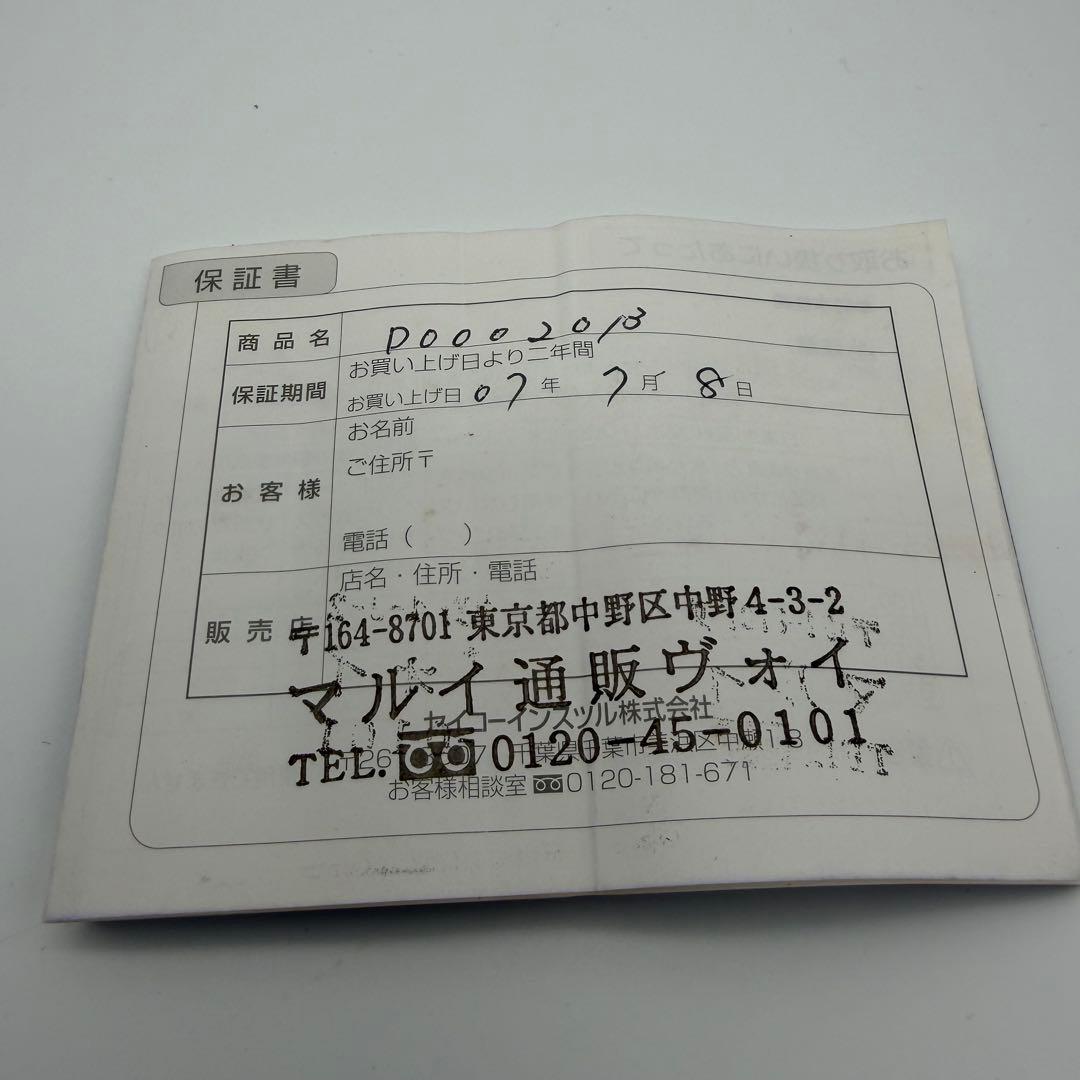 保証書
商品名 D000201B
保証期間 お買い上げ日より二年間
お買い上げ日 07年 7月 8日
お客様 お名前
ご住所〒
電話（　　）
販売店 店名・住所・電話
〒164-8701 東京都中野区中野4-3-2
マルイ通販ヴォイ
セイコーインスツル株式会社
TEL. 0120-45-0101
お客様相談室 0120-181-671